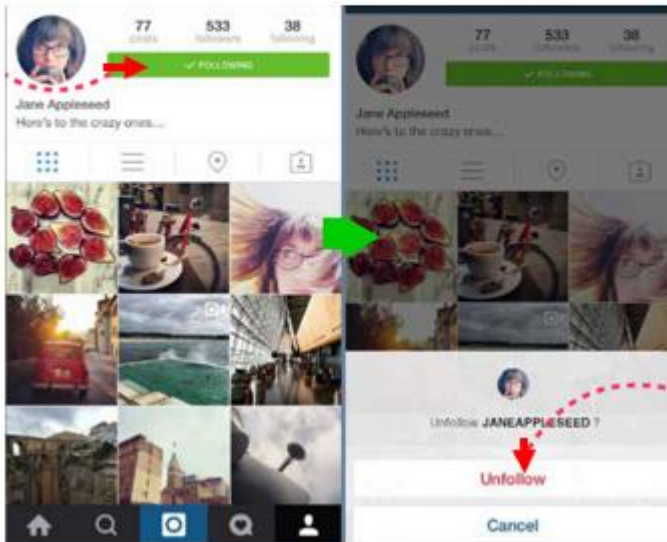 77 533 38
posts followers following
✓ FOLLOWING
Jane Appleseed
Here's to the crazy ones...
77 533 38
posts followers following
✓ FOLLOWING
Jane Appleseed
Here's to the crazy ones...
Unfollow JANEAPPLESEED ?
Unfollow
Cancel